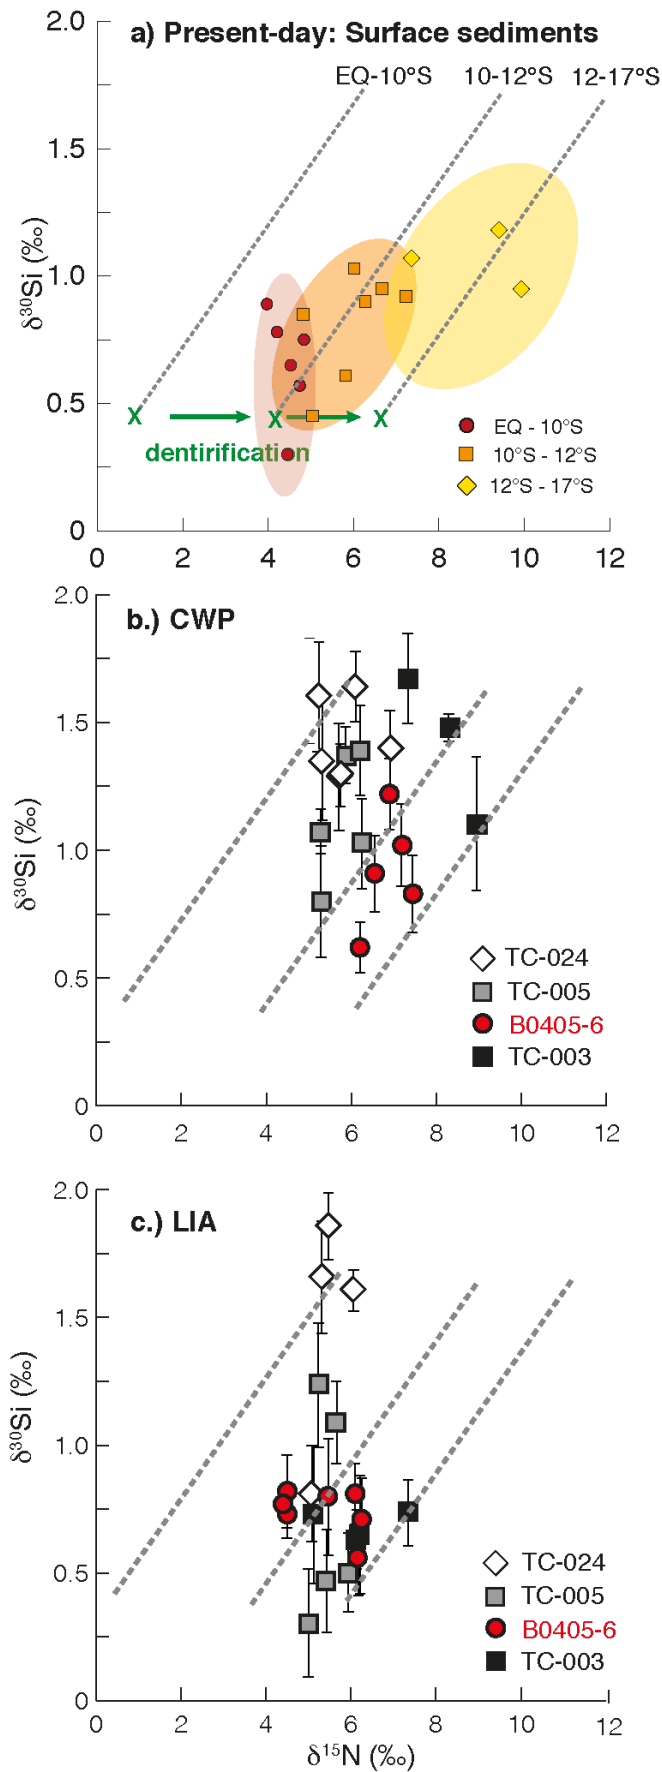 a) Present-day: Surface sediments
EQ-10°S 10-12°S 12-17°S
2.0
1.5
1.0
0.5
0
δ³⁰Si (‰)
X X X
dentirification
EQ - 10°S
10°S - 12°S
12°S - 17°S
0 2 4 6 8 10 12
b.) CWP
2.0
1.5
1.0
0.5
0
δ³⁰Si (‰)
TC-024
TC-005
B0405-6
TC-003
0 2 4 6 8 10 12
c.) LIA
2.0
1.5
1.0
0.5
0
δ³⁰Si (‰)
TC-024
TC-005
B0405-6
TC-003
0 2 4 6 8 10 12
δ¹⁵N (‰)